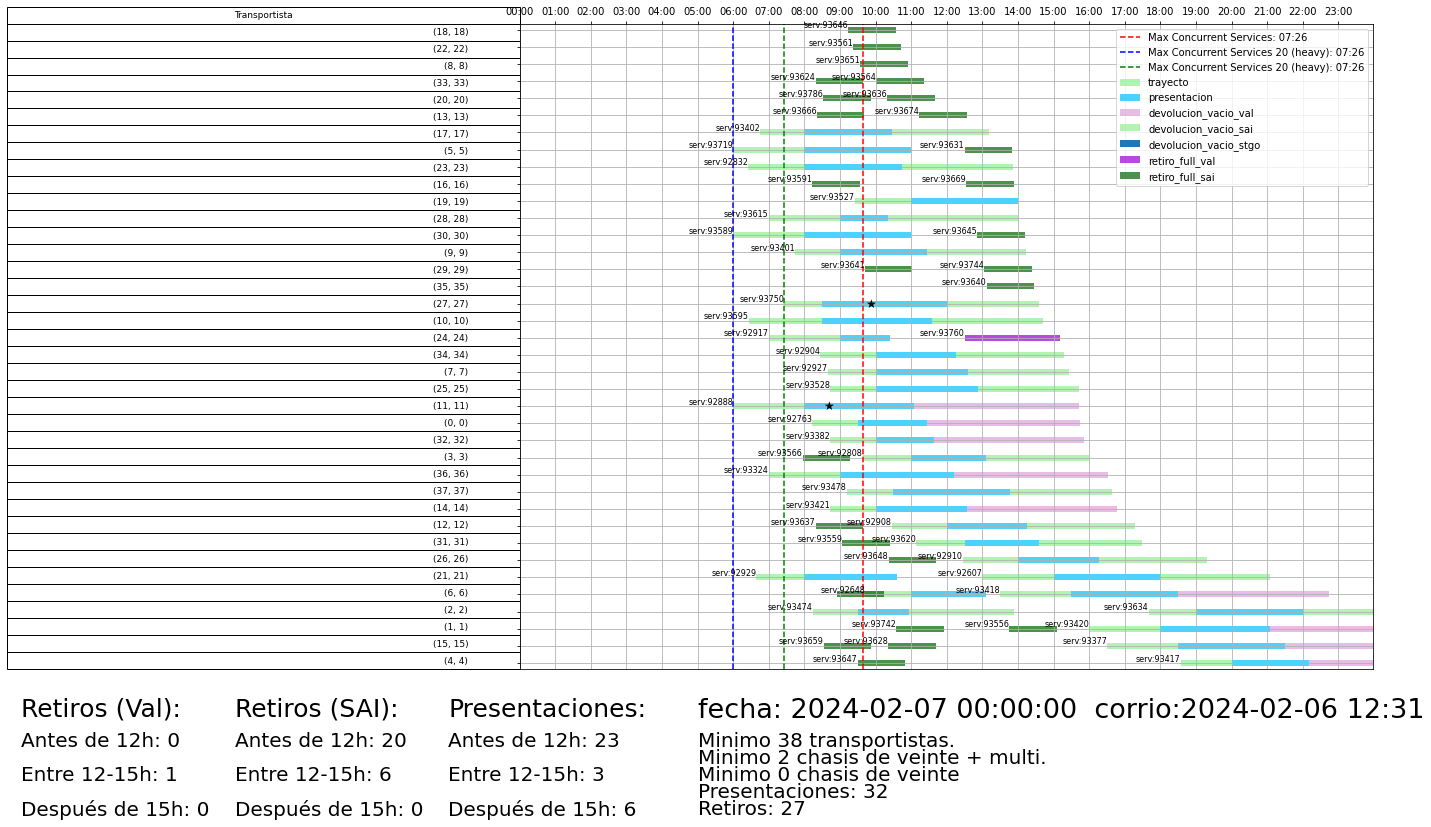 Transportista
00:00 01:00 02:00 03:00 04:00 05:00 06:00 07:00 08:00 09:00 10:00 11:00 12:00 13:00 14:00 15:00 16:00 17:00 18:00 19:00 20:00 21:00 22:00 23:00
(18, 18) serv:93646
(22, 22) serv:93561
(8, 8) serv:93651
(33, 33) serv:93624 serv:93564
(20, 20) serv:93786 serv:93636
(13, 13) serv:93666 serv:93674
(17, 17) serv:93402
(5, 5) serv:93719 serv:93631
(23, 23) serv:92832
(16, 16) serv:93591 serv:93669
(19, 19) serv:93527
(28, 28) serv:93615
(30, 30) serv:93589 serv:93645
(9, 9) serv:93401
(29, 29) serv:93641 serv:93744
(35, 35) serv:93640
(27, 27) serv:93750
(10, 10) serv:93595
(24, 24) serv:92917 serv:93760
(34, 34) serv:92904
(7, 7) serv:92927
(25, 25) serv:93528
(11, 11) serv:92888
(0, 0) serv:92763
(32, 32) serv:93382
(3, 3) serv:93566 serv:92808
(36, 36) serv:93324
(37, 37) serv:93478
(14, 14) serv:93421
(12, 12) serv:93637 serv:92908
(31, 31) serv:93559 serv:93620
(26, 26) serv:93648 serv:92910
(21, 21) serv:92929 serv:92607
(6, 6) serv:92648 serv:93418
(2, 2) serv:93474 serv:93634
(1, 1) serv:93742 serv:93556 serv:93420
(15, 15) serv:93659 serv:93628 serv:93377
(4, 4) serv:93647 serv:93417
Max Concurrent Services: 07:26
Max Concurrent Services 20 (heavy): 07:26
Max Concurrent Services 20 (heavy): 07:26
trayecto
presentacion
devolucion_vacio_val
devolucion_vacio_sai
devolucion_vacio_stgo
retiro_full_val
retiro_full_sai
Retiros (Val):
Antes de 12h: 0
Entre 12-15h: 1
Después de 15h: 0
Retiros (SAI):
Antes de 12h: 20
Entre 12-15h: 6
Después de 15h: 0
Presentaciones:
Antes de 12h: 23
Entre 12-15h: 3
Después de 15h: 6
fecha: 2024-02-07 00:00:00 corrio:2024-02-06 12:31
Minimo 38 transportistas.
Minimo 2 chasis de veinte + multi.
Minimo 0 chasis de veinte
Presentaciones: 32
Retiros: 27